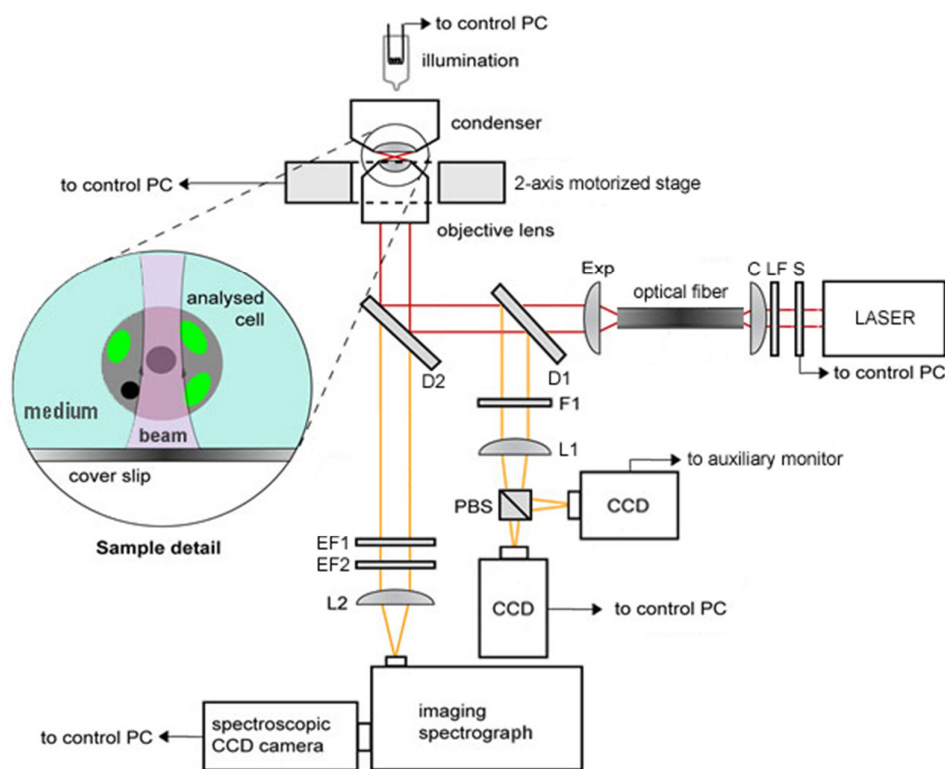 to control PC
illumination
condenser
to control PC
2-axis motorized stage
objective lens
Exp
optical fiber
C LF S
LASER
to control PC
analysed
cell
medium
beam
cover slip
Sample detail
D2
D1
F1
L1
to auxiliary monitor
PBS
CCD
EF1
EF2
L2
CCD
to control PC
imaging
spectrograph
spectroscopic
CCD camera
to control PC